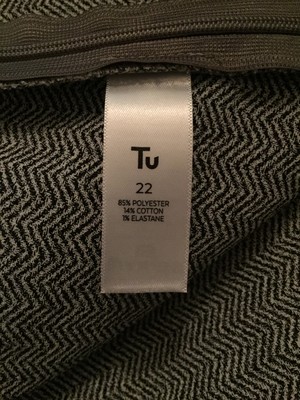 Tu
22
85% POLYESTER
14% COTTON
1% ELASTANE